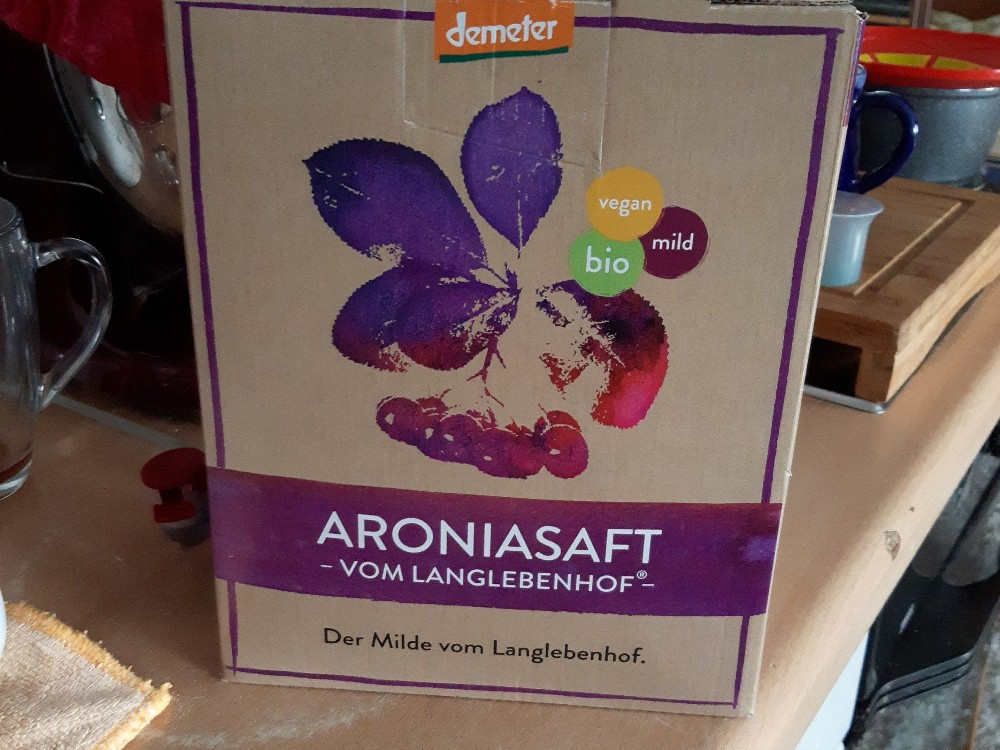 demeter
vegan
mild
bio
ARONIASAFT
– VOM LANGLEBENHOF® –
Der Milde vom Langlebenhof.